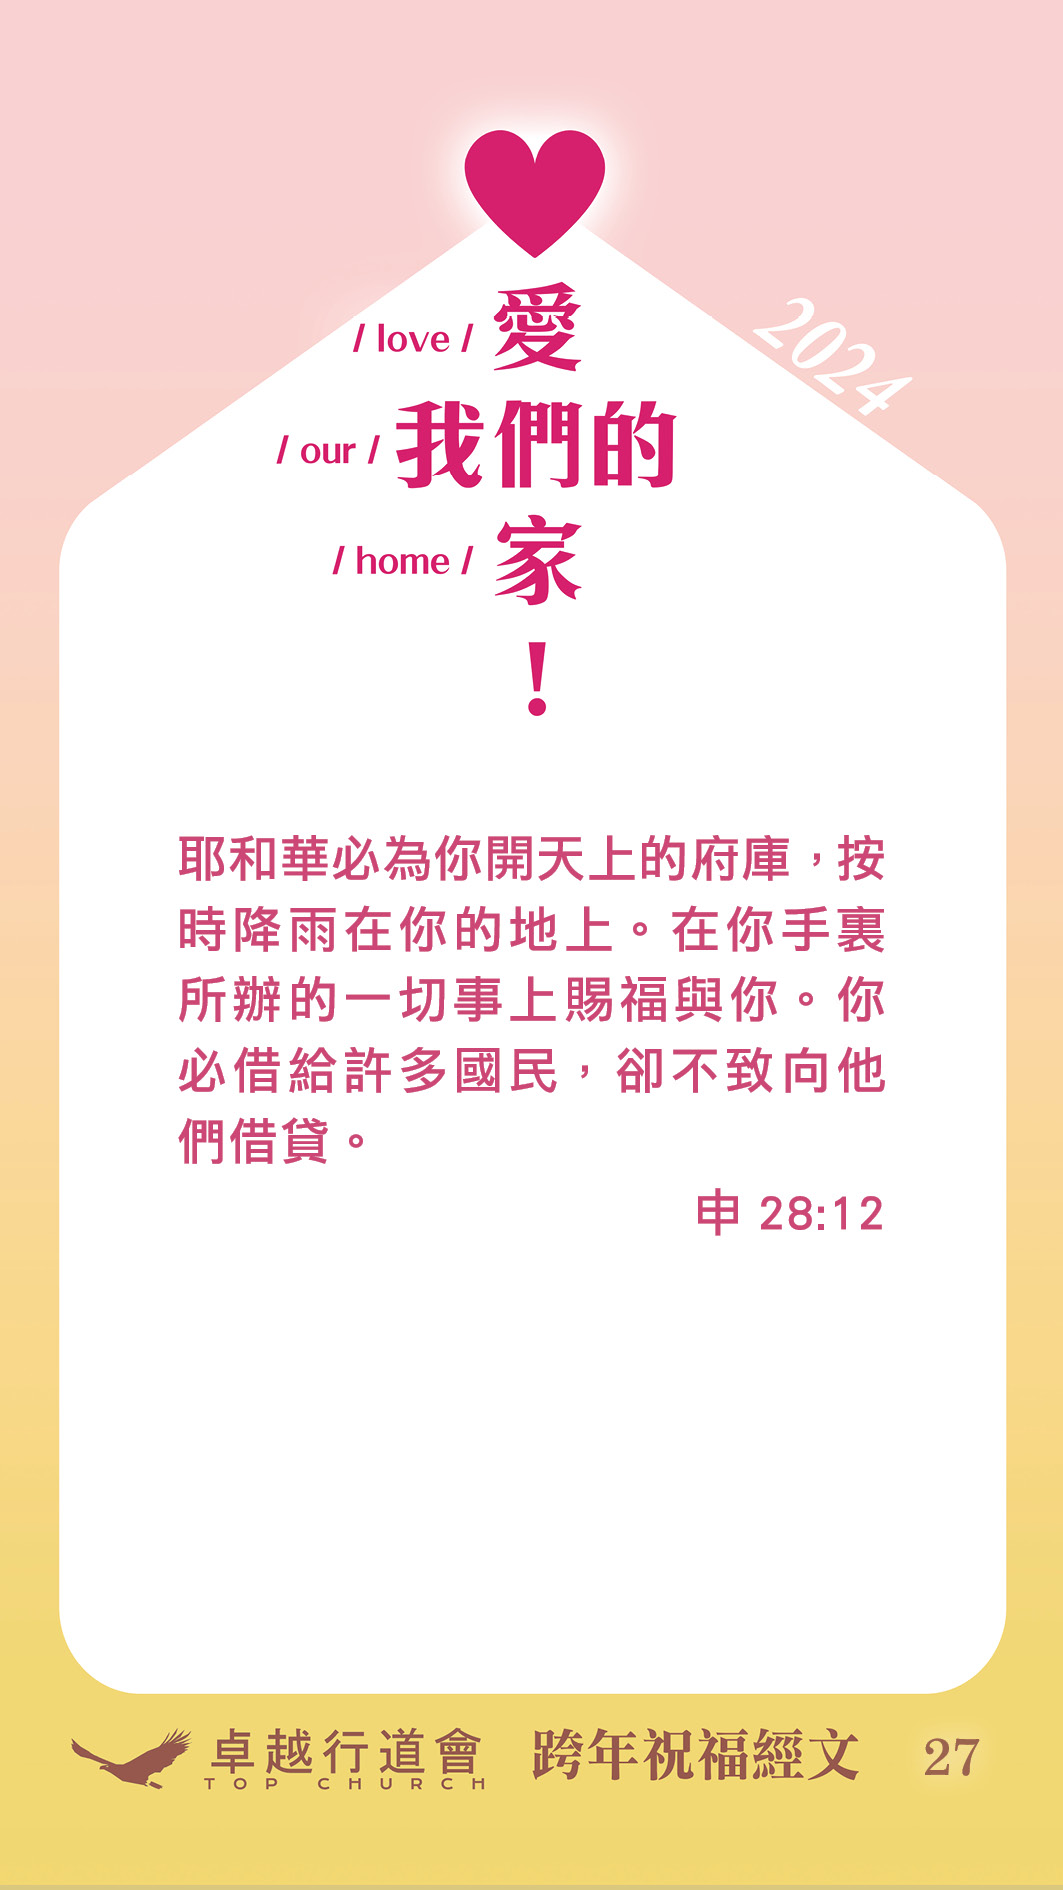 / love / 愛
2024
/ our / 我們的
/ home / 家
!
耶和華必為你開天上的府庫，按
時降雨在你的地上。在你手裏
所辦的一切事上賜福與你。你
必借給許多國民，卻不致向他
們借貸。
申 28:12
卓越行道會 跨年祝福經文 27
TOP CHURCH